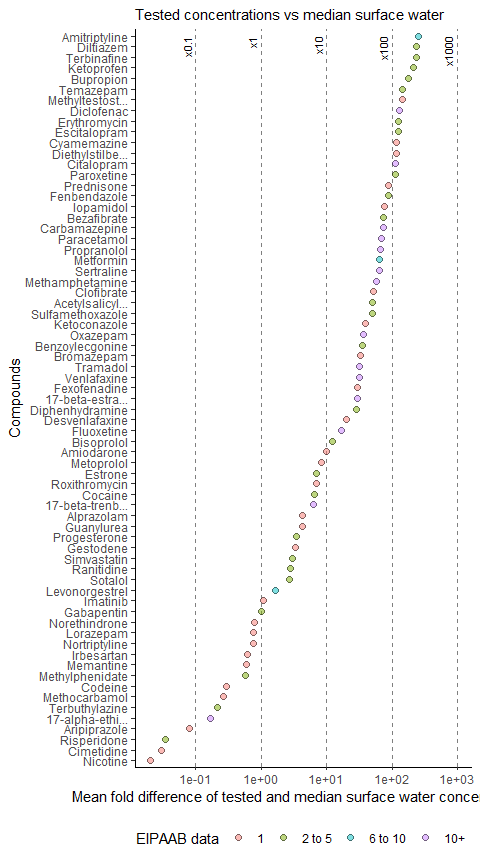 Tested concentrations vs median surface water
x0.1
x1
x10
x100
x1000
Compounds
Amitriptyline
Diltiazem
Terbinafine
Ketoprofen
Bupropion
Temazepam
Methyltestost...
Diclofenac
Erythromycin
Escitalopram
Cyamemazine
Diethylstilbe...
Citalopram
Paroxetine
Prednisone
Fenbendazole
Iopamidol
Bezafibrate
Carbamazepine
Paracetamol
Propranolol
Metformin
Sertraline
Methamphetamine
Clofibrate
Acetylsalicyl...
Sulfamethoxazole
Ketoconazole
Oxazepam
Benzoylecgonine
Bromazepam
Tramadol
Venlafaxine
Fexofenadine
17-beta-estra...
Diphenhydramine
Desvenlafaxine
Fluoxetine
Bisoprolol
Amiodarone
Metoprolol
Estrone
Roxithromycin
Cocaine
17-beta-trenb...
Alprazolam
Guanylurea
Progesterone
Gestodene
Simvastatin
Ranitidine
Sotalol
Levonorgestrel
Imatinib
Gabapentin
Norethindrone
Lorazepam
Nortriptyline
Irbesartan
Memantine
Methylphenidate
Codeine
Methocarbamol
Terbuthylazine
17-alpha-ethi...
Aripiprazole
Risperidone
Cimetidine
Nicotine
1e-01 1e+00 1e+01 1e+02 1e+03
Mean fold difference of tested and median surface water conce
EIPAAB data 1 2 to 5 6 to 10 10+